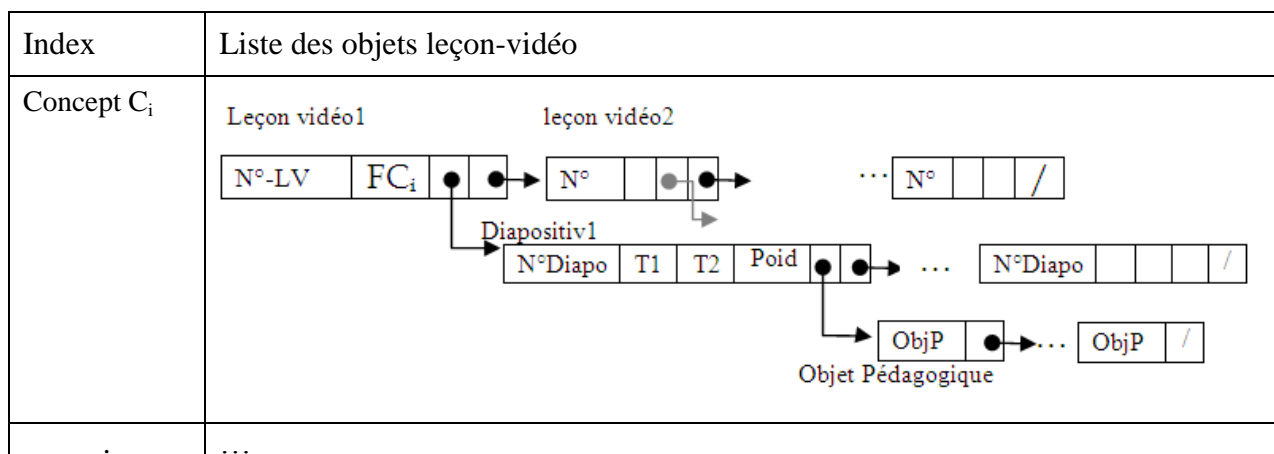 Index Liste des objets leçon-vidéo
Concept Ci
Leçon vidéo1 leçon vidéo2
N°-LV FCi N° ... N° /
Diapositiv1
N°Diapo T1 T2 Poid ... N°Diapo /
ObjP ... ObjP /
Objet Pédagogique
...